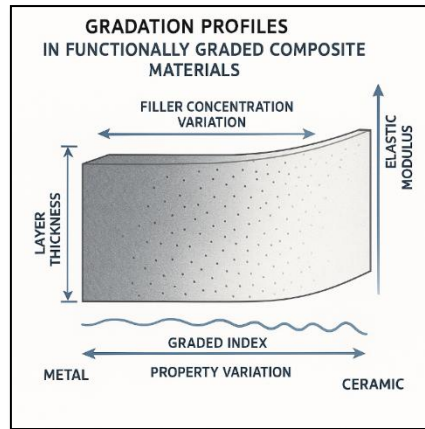 GRADATION PROFILES
IN FUNCTIONALLY GRADED COMPOSITE
MATERIALS
FILLER CONCENTRATION
VARIATION
ELASTIC
MODULUS
LAYER
THICKNESS
GRADED INDEX
METAL
PROPERTY VARIATION
CERAMIC